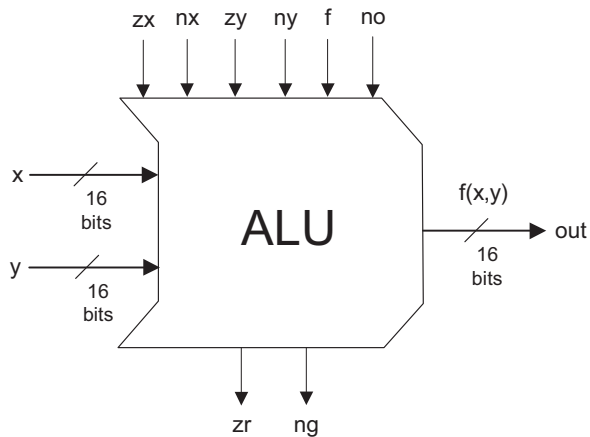 zx nx zy ny f no
x
16
bits
y
16
bits
ALU
f(x,y)
16
bits
out
zr ng